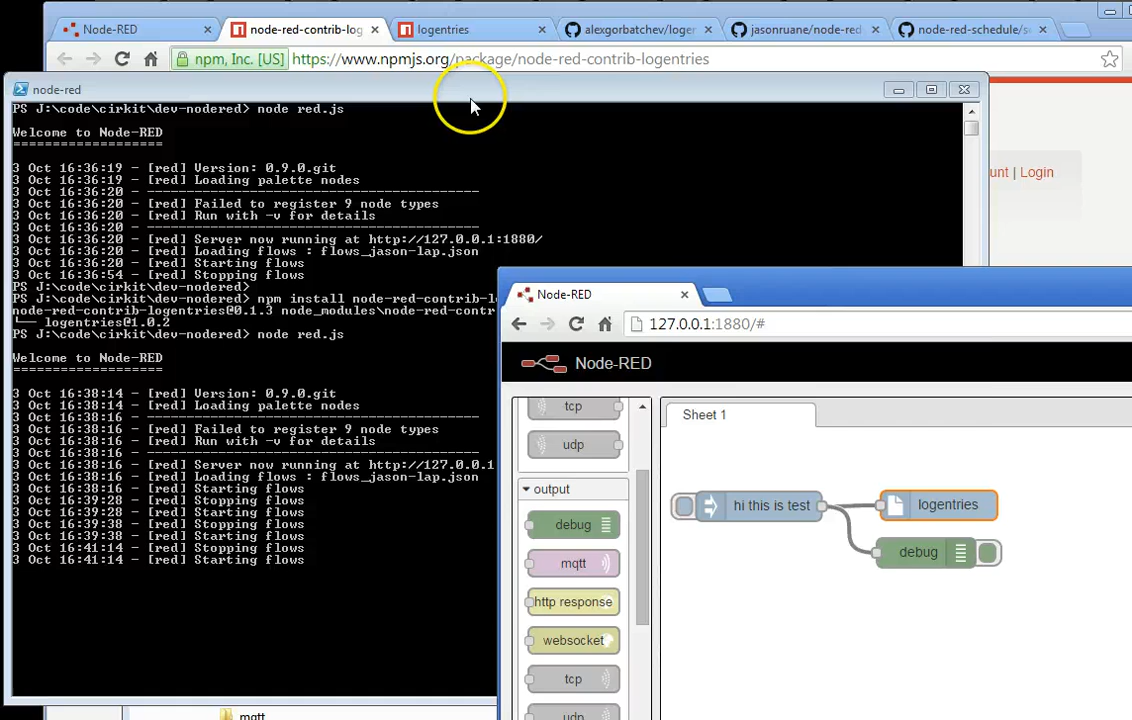 Node-RED
node-red-contrib-log
logentries
alexgorbatchev/loger
jasonruane/node-red
node-red-schedule/s
npm, Inc. [US]
https://www.npmjs.org/package/node-red-contrib-logentries
node-red
PS J:\code\cirkit\dev-nodered> node red.js
Welcome to Node-RED
===================
3 Oct 16:36:19 - [red] Version: 0.9.0.git
3 Oct 16:36:19 - [red] Loading palette nodes
3 Oct 16:36:20 - ------------------------------------------
3 Oct 16:36:20 - [red] Failed to register 9 node types
3 Oct 16:36:20 - [red] Run with -v for details
3 Oct 16:36:20 - ------------------------------------------
3 Oct 16:36:20 - [red] Server now running at http://127.0.0.1:1880/
3 Oct 16:36:20 - [red] Loading flows : flows_jason-lap.json
3 Oct 16:36:20 - [red] Starting flows
3 Oct 16:36:54 - [red] Stopping flows
PS J:\code\cirkit\dev-nodered>
PS J:\code\cirkit\dev-nodered> npm install node-red-contrib-l
node-red-contrib-logentries@0.1.3 node_modules\node-red-contr
└── logentries@1.0.2
PS J:\code\cirkit\dev-nodered> node red.js
Welcome to Node-RED
===================
3 Oct 16:38:14 - [red] Version: 0.9.0.git
3 Oct 16:38:14 - [red] Loading palette nodes
3 Oct 16:38:16 - ------------------------------------------
3 Oct 16:38:16 - [red] Failed to register 9 node types
3 Oct 16:38:16 - [red] Run with -v for details
3 Oct 16:38:16 - ------------------------------------------
3 Oct 16:38:16 - [red] Server now running at http://127.0.0.1
3 Oct 16:38:16 - [red] Loading flows : flows_jason-lap.json
3 Oct 16:38:16 - [red] Starting flows
3 Oct 16:39:28 - [red] Stopping flows
3 Oct 16:39:28 - [red] Starting flows
3 Oct 16:39:38 - [red] Stopping flows
3 Oct 16:39:38 - [red] Starting flows
3 Oct 16:41:14 - [red] Stopping flows
3 Oct 16:41:14 - [red] Starting flows
unt | Login
Node-RED
127.0.0.1:1880/#
Node-RED
tcp
udp
output
debug
mqtt
http response
websocket
tcp
udp
Sheet 1
hi this is test
logentries
debug
mqtt